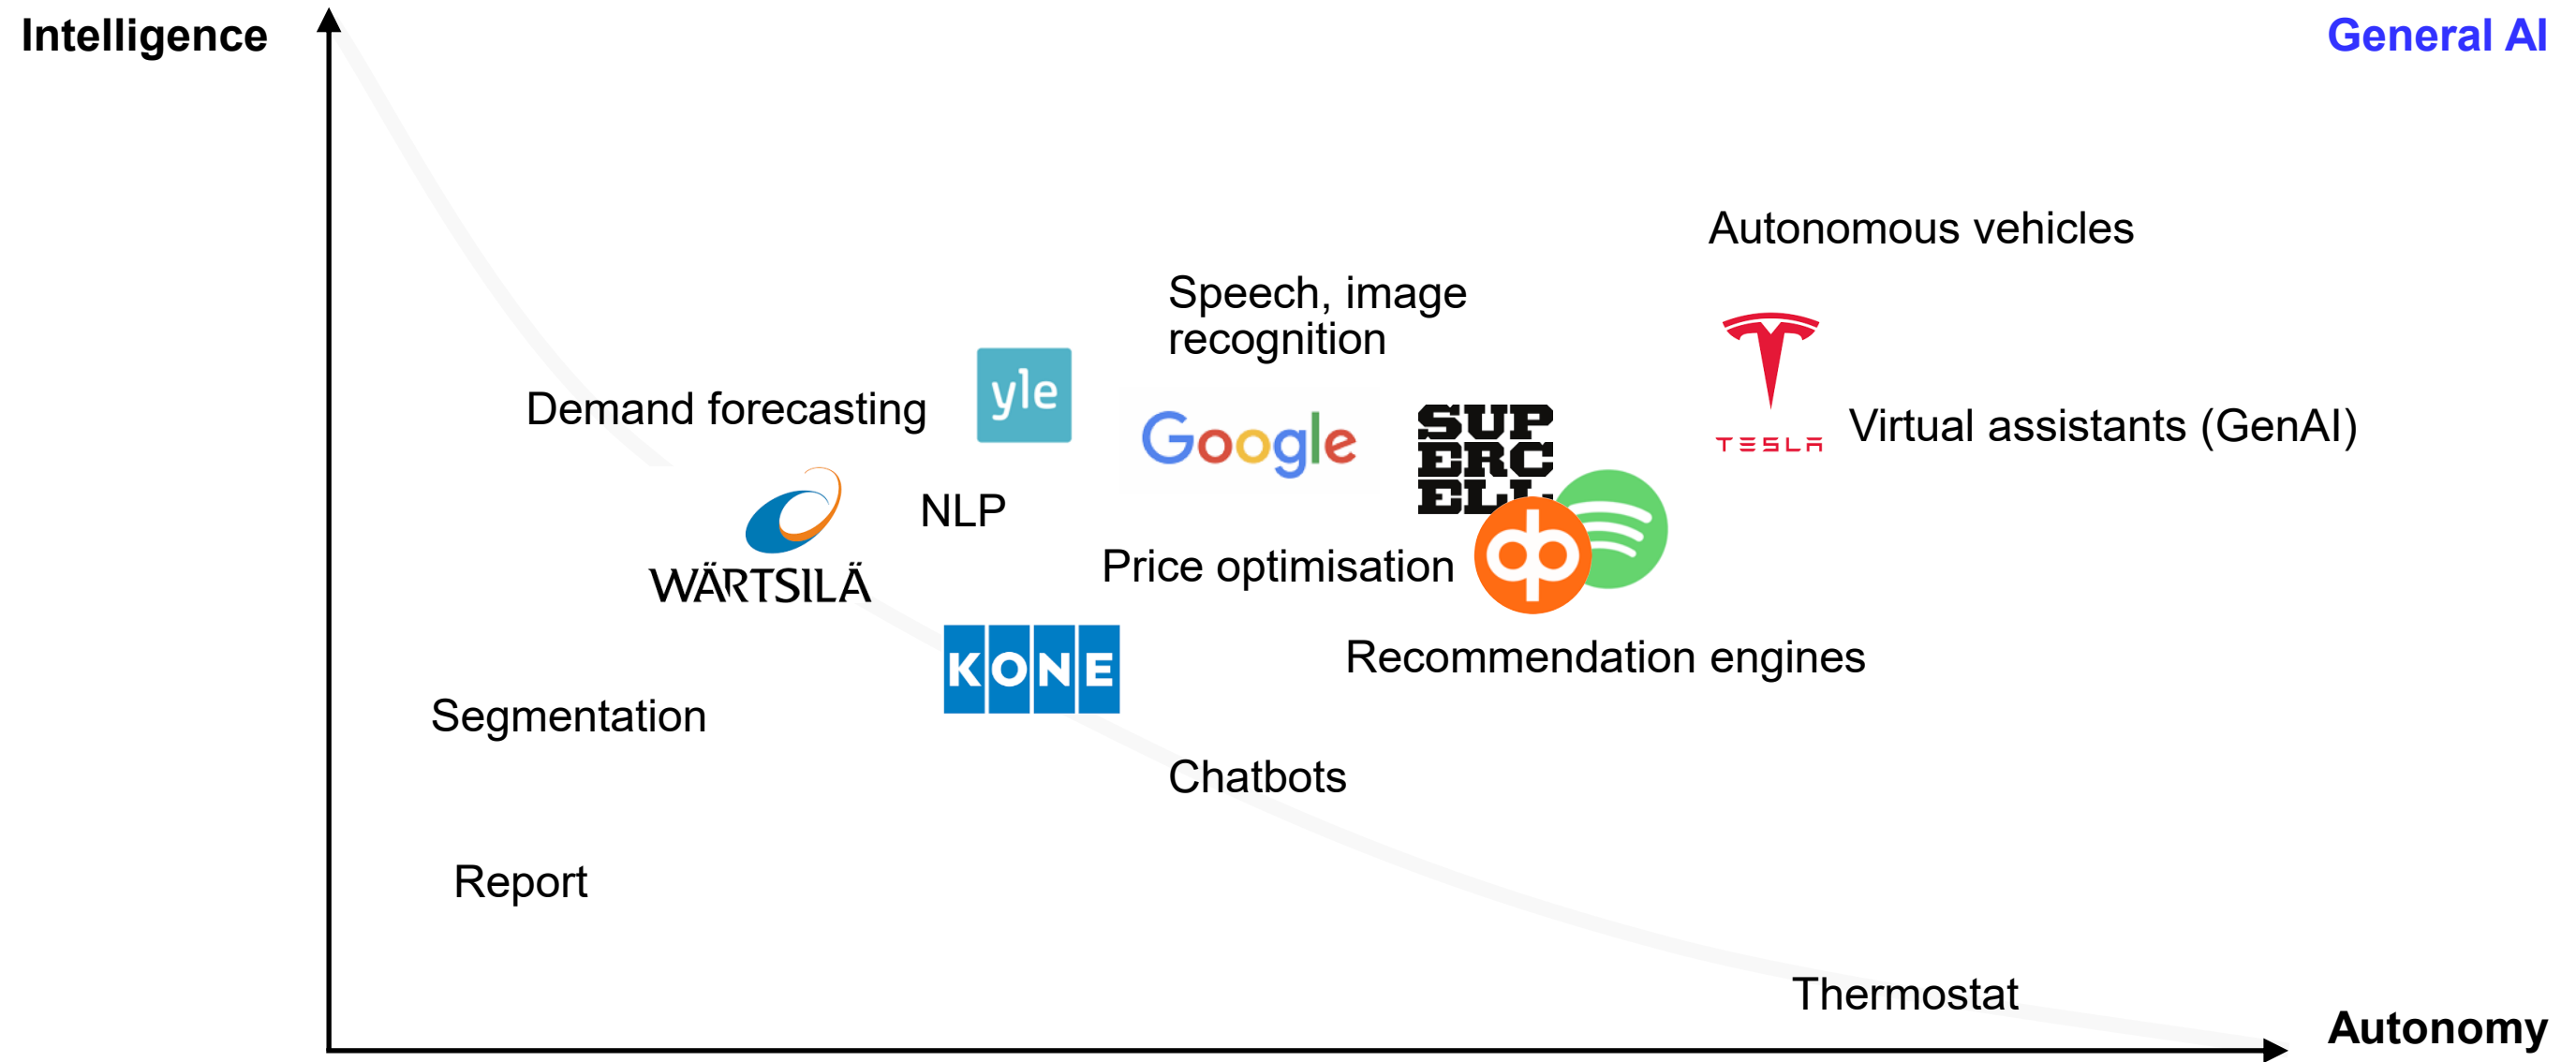 Intelligence
General AI
Autonomous vehicles
Speech, image
recognition
Demand forecasting
yle
Google
SUP
ERC
ELL
TESLA
Virtual assistants (GenAI)
NLP
WÄRTSILÄ
Price optimisation
op
KONE
Recommendation engines
Segmentation
Chatbots
Report
Thermostat
Autonomy